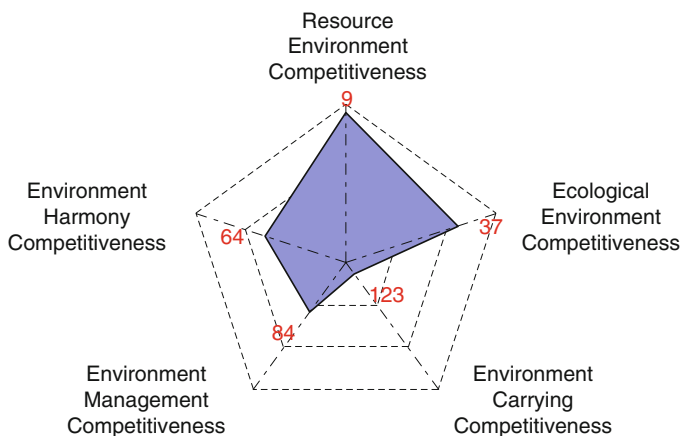 Resource
Environment
Competitiveness
9
Environment
Harmony
Competitiveness
64
Ecological
Environment
Competitiveness
37
123
84
Environment
Management
Competitiveness
Environment
Carrying
Competitiveness